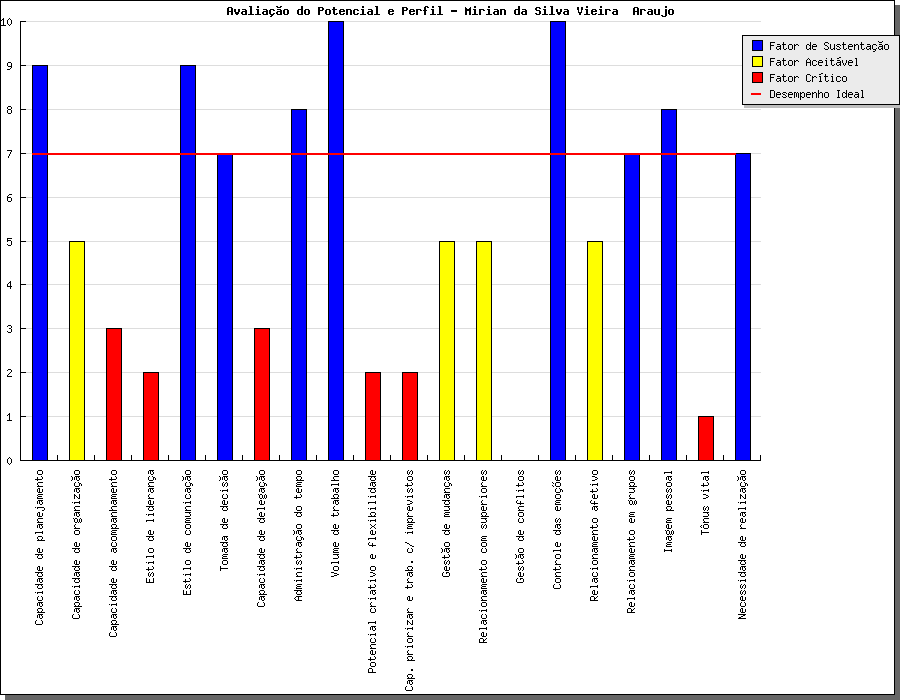 Avaliação do Potencial e Perfil - Mirian da Silva Vieira  Araujo
Fator de Sustentação
Fator Aceitável
Fator Crítico
Desempenho Ideal
10
9
8
7
6
5
4
3
2
1
0
Capacidade de planejamento
Capacidade de organização
Capacidade de acompanhamento
Estilo de liderança
Estilo de comunicação
Tomada de decisão
Capacidade de delegação
Administração do tempo
Volume de trabalho
Potencial criativo e flexibilidade
Cap. priorizar e trab. c/ imprevistos
Gestão de mudanças
Relacionamento com superiores
Gestão de conflitos
Controle das emoções
Relacionamento afetivo
Relacionamento em grupos
Imagem pessoal
Tônus vital
Necessidade de realização